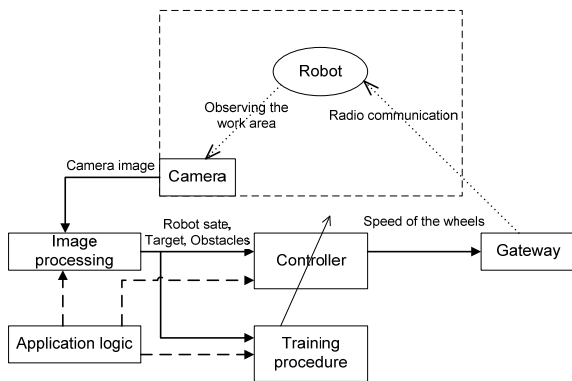 Robot
Observing the
work area
Radio communication
Camera image
Camera
Robot sate,
Target, Obstacles
Speed of the wheels
Image
processing
Controller
Gateway
Application logic
Training
procedure